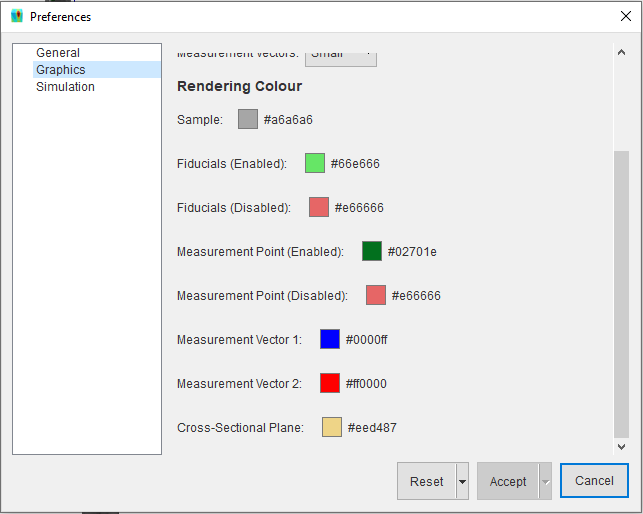 Preferences
General
Graphics
Simulation
Measurement Vectors: Small
Rendering Colour
Sample: #a6a6a6
Fiducials (Enabled): #66e666
Fiducials (Disabled): #e66666
Measurement Point (Enabled): #02701e
Measurement Point (Disabled): #e66666
Measurement Vector 1: #0000ff
Measurement Vector 2: #ff0000
Cross-Sectional Plane: #eed487
Reset Accept Cancel